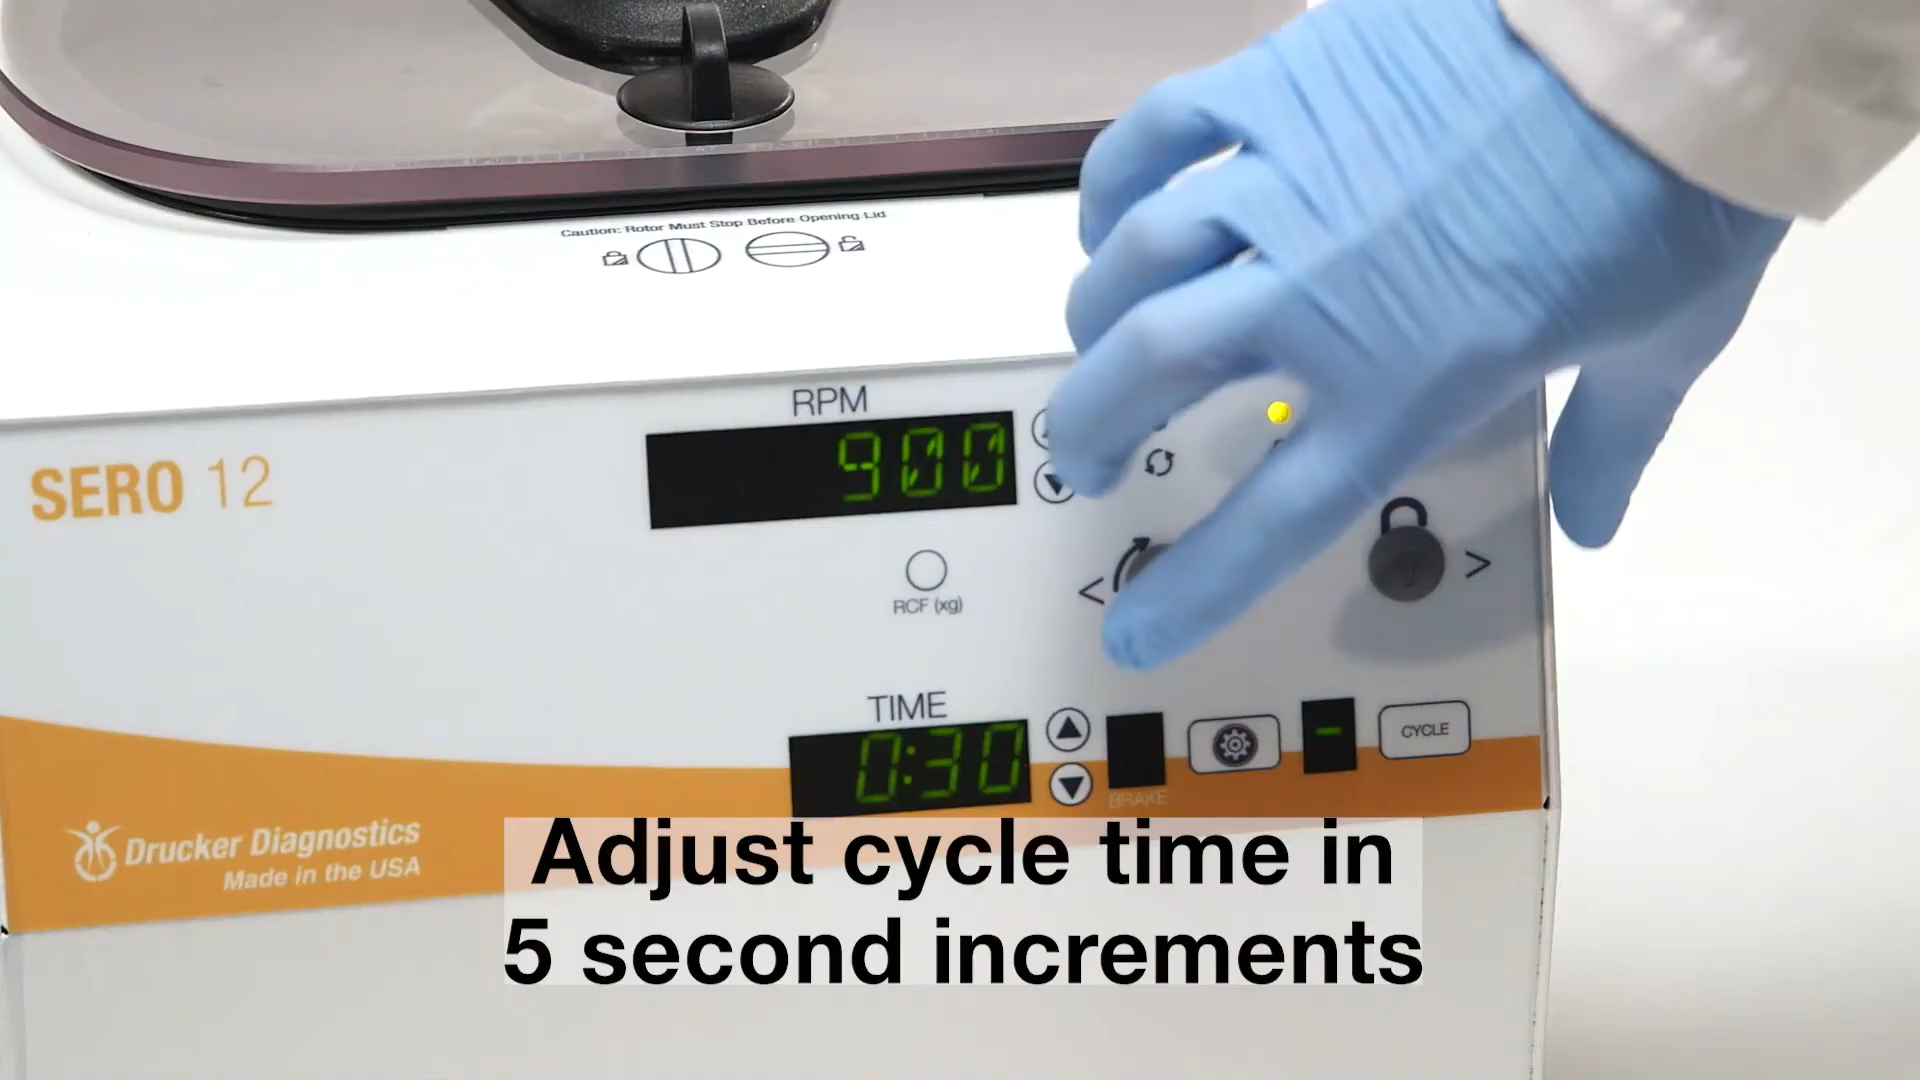 Caution: Rotor Must Stop Before Opening Lid
RPM
900
SERO 12
RCF (xg)
< >
TIME
0:30
BRAKE
-
CYCLE
Drucker Diagnostics
Made in the USA
Adjust cycle time in
5 second increments